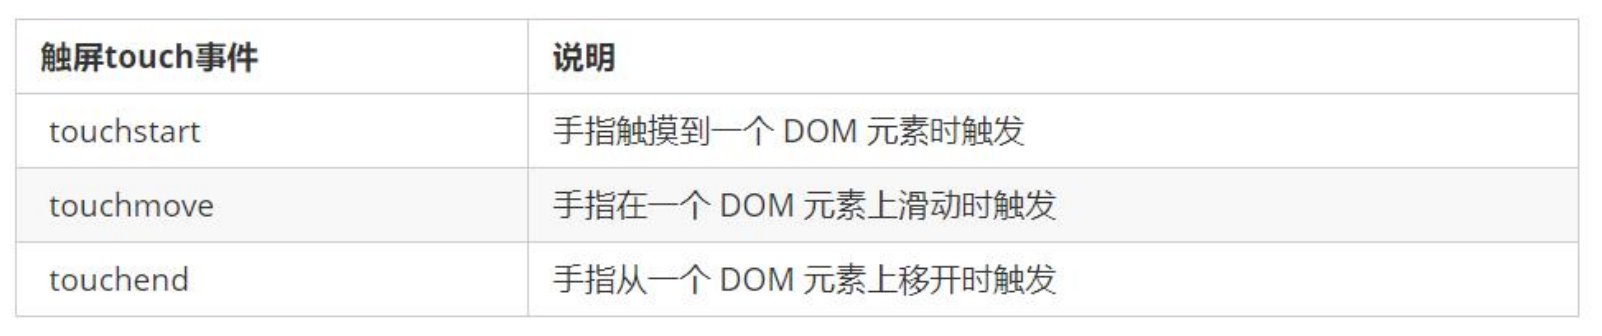 触屏touch事件 说明
touchstart 手指触摸到一个 DOM 元素时触发
touchmove 手指在一个 DOM 元素上滑动时触发
touchend 手指从一个 DOM 元素上移开时触发